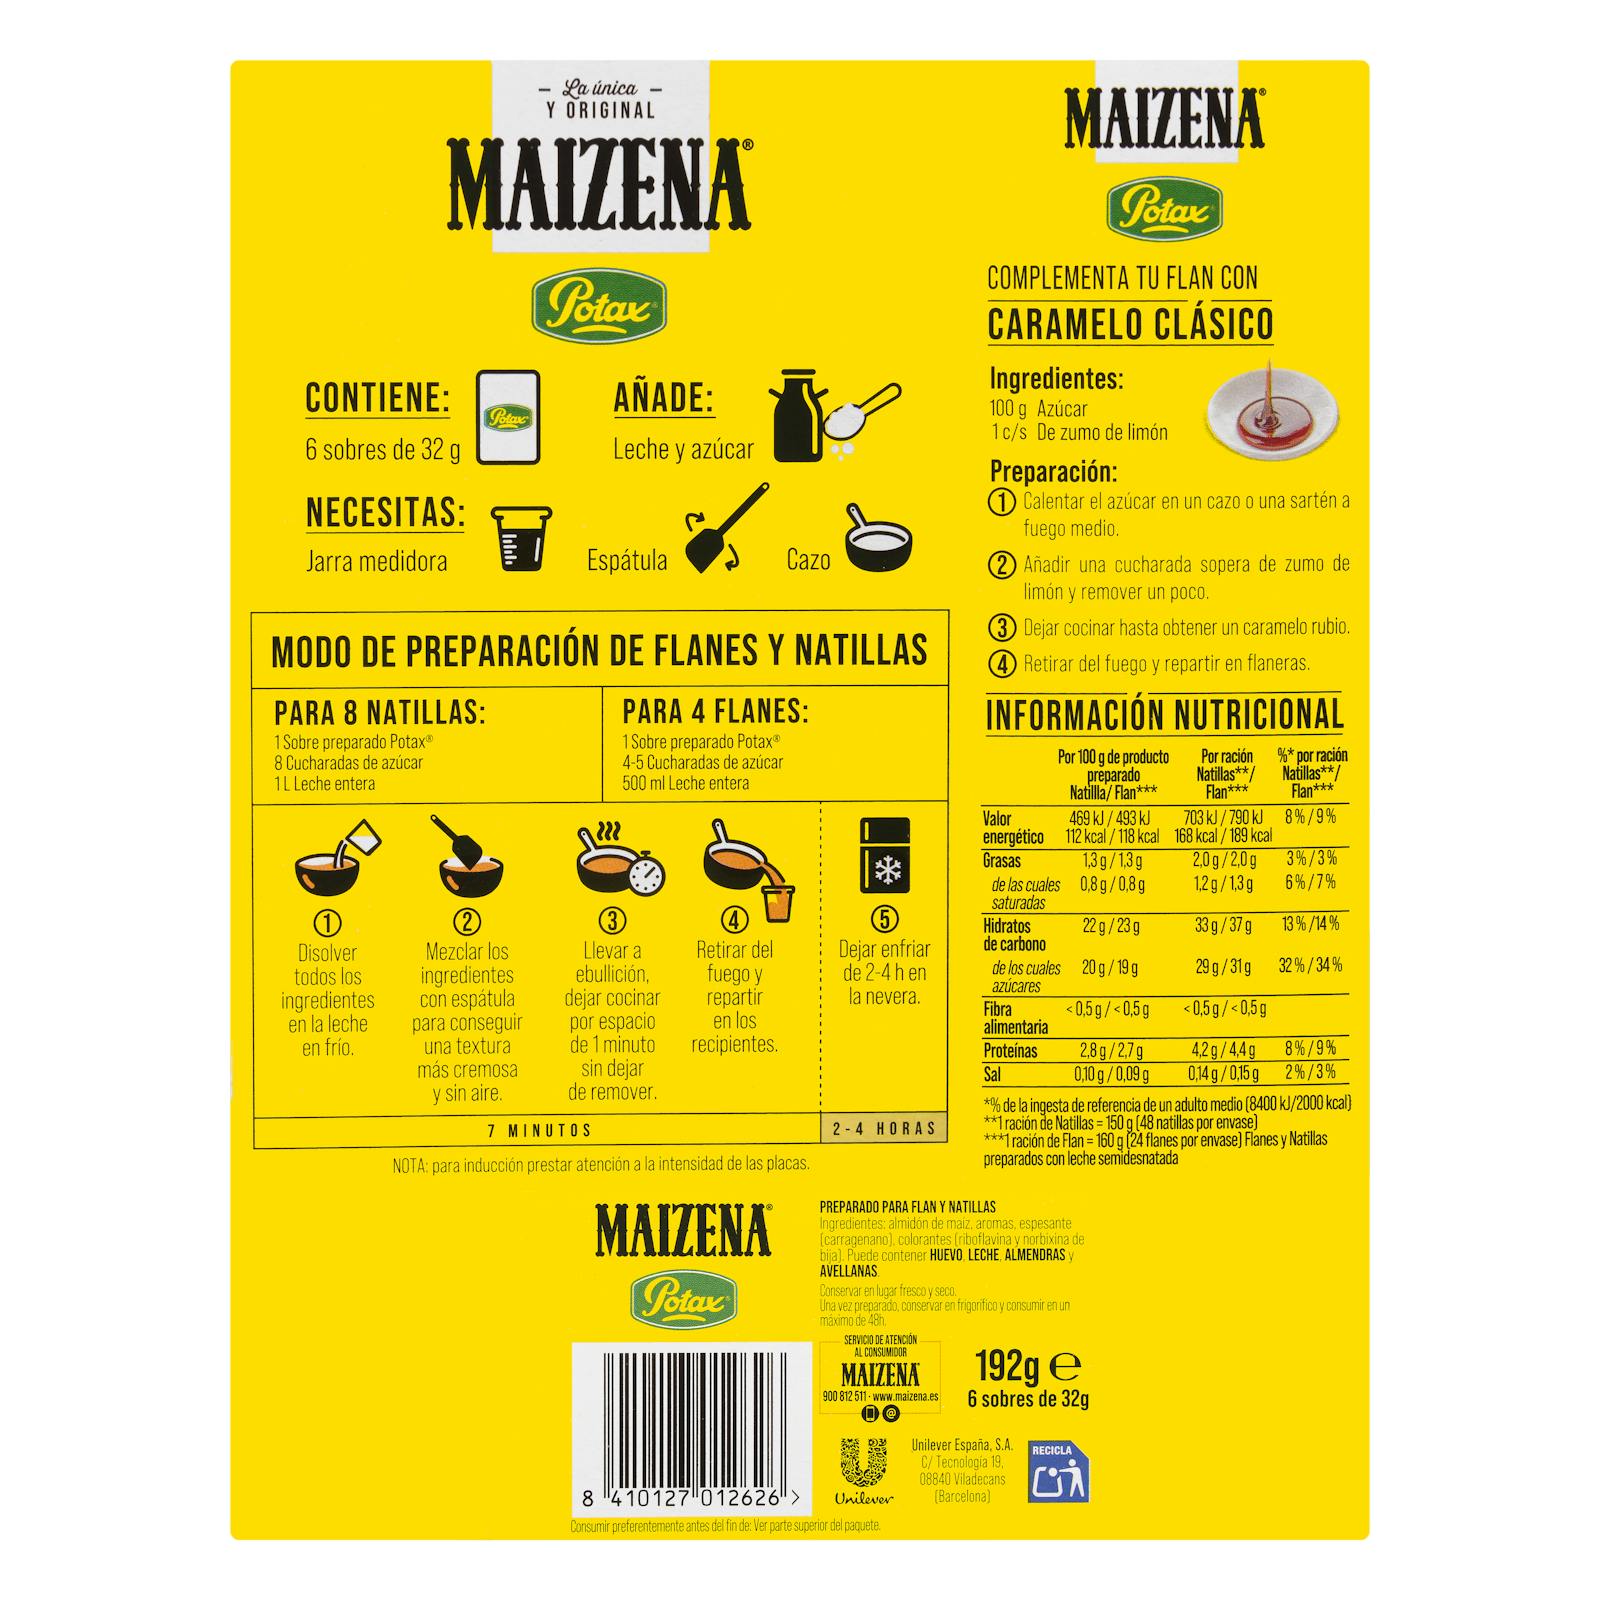 La única
Y ORIGINAL
MAIZENA®
Potax®
CONTIENE:
6 sobres de 32 g
Potax
AÑADE:
Leche y azúcar
NECESITAS:
Jarra medidora
Espátula
Cazo
MODO DE PREPARACIÓN DE FLANES Y NATILLAS
PARA 8 NATILLAS:
1 Sobre preparado Potax®
8 Cucharadas de azúcar
1 L Leche entera
PARA 4 FLANES:
1 Sobre preparado Potax®
4-5 Cucharadas de azúcar
500 ml Leche entera
1
Disolver
todos los
ingredientes
en la leche
en frío.
2
Mezclar los
ingredientes
con espátula
para conseguir
una textura
más cremosa
y sin aire.
3
Llevar a
ebullición,
dejar cocinar
por espacio
de 1 minuto
sin dejar
de remover.
4
Retirar del
fuego y
repartir
en los
recipientes.
5
Dejar enfriar
de 2-4 h en
la nevera.
7 MINUTOS
2-4 HORAS
NOTA: para inducción prestar atención a la intensidad de las placas.
MAIZENA®
Potax®
COMPLEMENTA TU FLAN CON
CARAMELO CLÁSICO
Ingredientes:
100 g Azúcar
1 c/s De zumo de limón
Preparación:
1 Calentar el azúcar en un cazo o una sartén a
fuego medio.
2 Añadir una cucharada sopera de zumo de
limón y remover un poco.
3 Dejar cocinar hasta obtener un caramelo rubio.
4 Retirar del fuego y repartir en flaneras.
INFORMACIÓN NUTRICIONAL
Por 100 g de producto preparado Natilla/ Flan*** Por ración Natillas**/ Flan*** %* por ración Natillas**/ Flan***
Valor energético 469 kJ / 493 kJ 703 kJ / 790 kJ 8% / 9%
112 kcal / 118 kcal 168 kcal / 189 kcal
Grasas 1,3 g / 1,3 g 2,0 g / 2,0 g 3% / 3%
de las cuales saturadas 0,8 g / 0,8 g 1,2 g / 1,3 g 6% / 7%
Hidratos de carbono 22 g / 23 g 33 g / 37 g 13% /14%
de los cuales azúcares 20 g / 19 g 29 g / 31 g 32% / 34%
Fibra alimentaria < 0,5 g / < 0,5 g < 0,5 g / < 0,5 g
Proteínas 2,8 g / 2,7 g 4,2 g / 4,4 g 8% / 9%
Sal 0,10 g / 0,09 g 0,14 g / 0,15 g 2% / 3%
*% de la ingesta de referencia de un adulto medio (8400 kJ/2000 kcal)
**1 ración de Natillas = 150 g (48 natillas por envase)
***1 ración de Flan = 160 g (24 flanes por envase) Flanes y Natillas
preparados con leche semidesnatada
MAIZENA®
Potax®
PREPARADO PARA FLAN Y NATILLAS
Ingredientes: almidón de maiz, aromas, espesante
(carragenano), colorantes (riboflavina y norbixina de
bija). Puede contener HUEVO, LECHE, ALMENDRAS y
AVELLANAS.
Conservar en lugar fresco y seco.
Una vez preparado, conservar en frigorífico y consumir en un
máximo de 48h.
SERVICIO DE ATENCIÓN
AL CONSUMIDOR
MAIZENA
900 812 511 · www.maizena.es
@
192g e
6 sobres de 32g
Unilever
Unilever España, S.A.
C/ Tecnología 19,
08840 Viladecans
(Barcelona)
RECICLA
8 410127 012626 >
Consumir preferentemente antes del fin de: Ver parte superior del paquete.